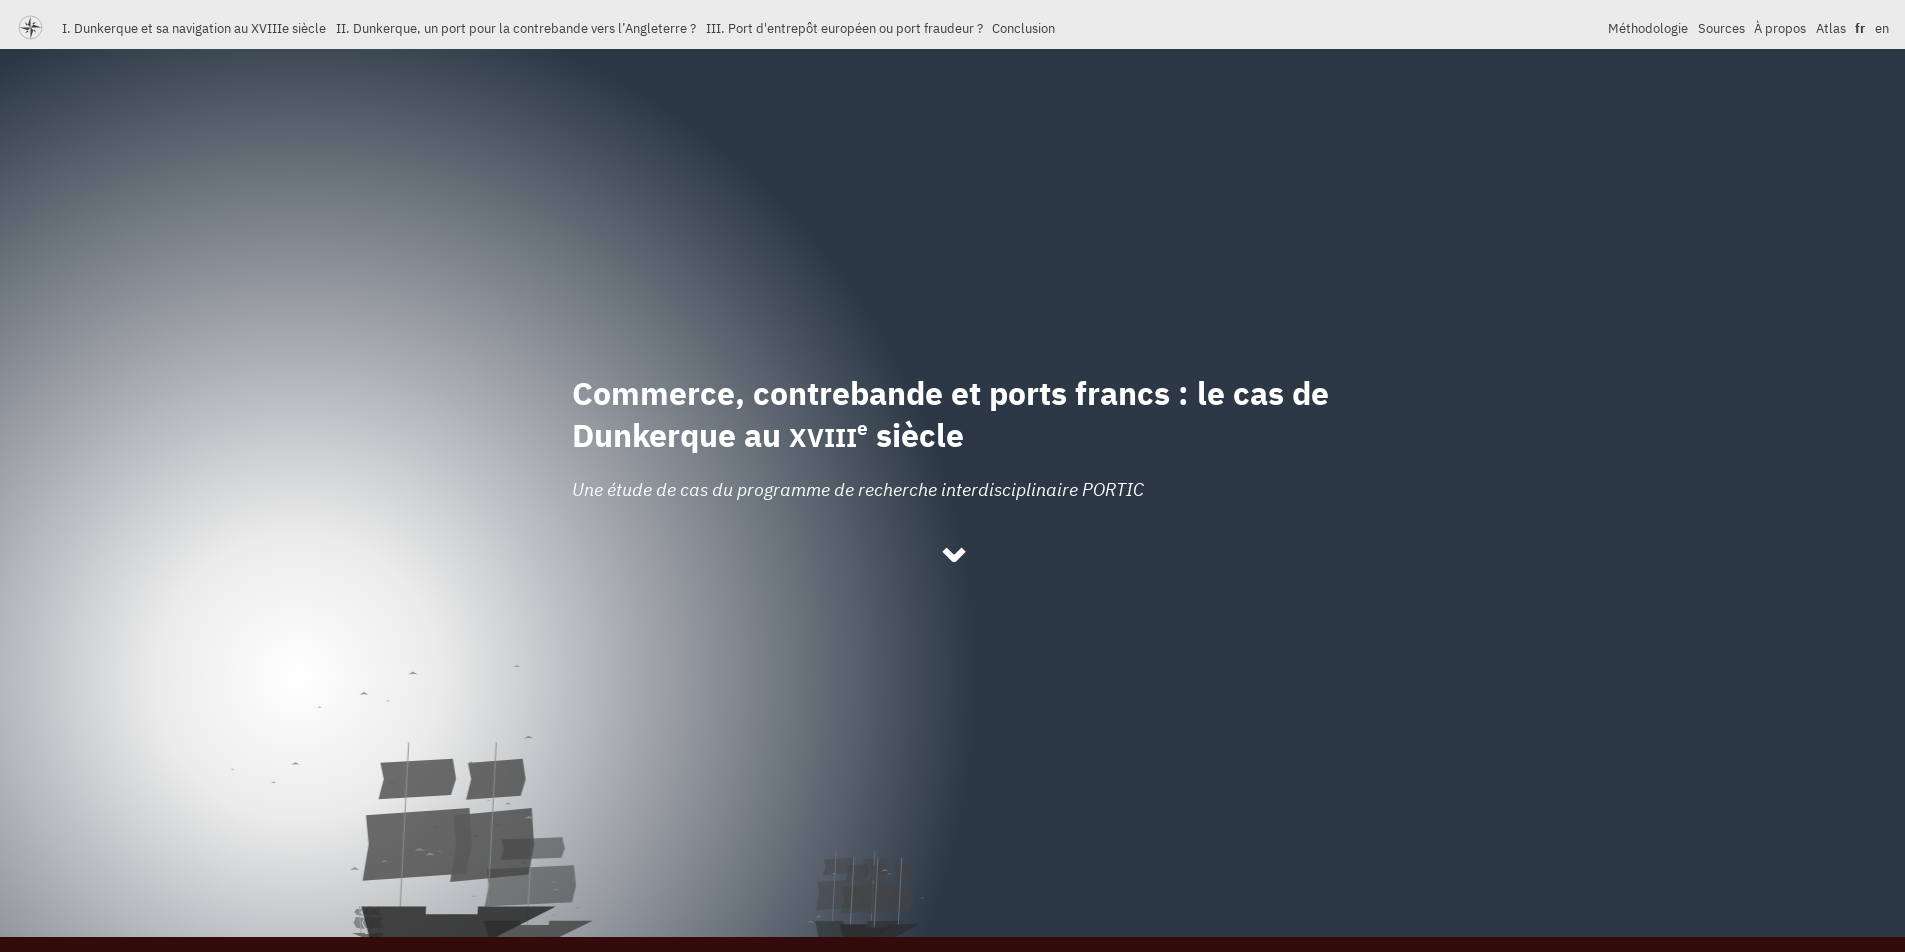 I. Dunkerque et sa navigation au XVIIIe siècle II. Dunkerque, un port pour la contrebande vers l’Angleterre ? III. Port d'entrepôt européen ou port fraudeur ? Conclusion Méthodologie Sources À propos Atlas fr en
Commerce, contrebande et ports francs : le cas de
Dunkerque au XVIIIe siècle
Une étude de cas du programme de recherche interdisciplinaire PORTIC